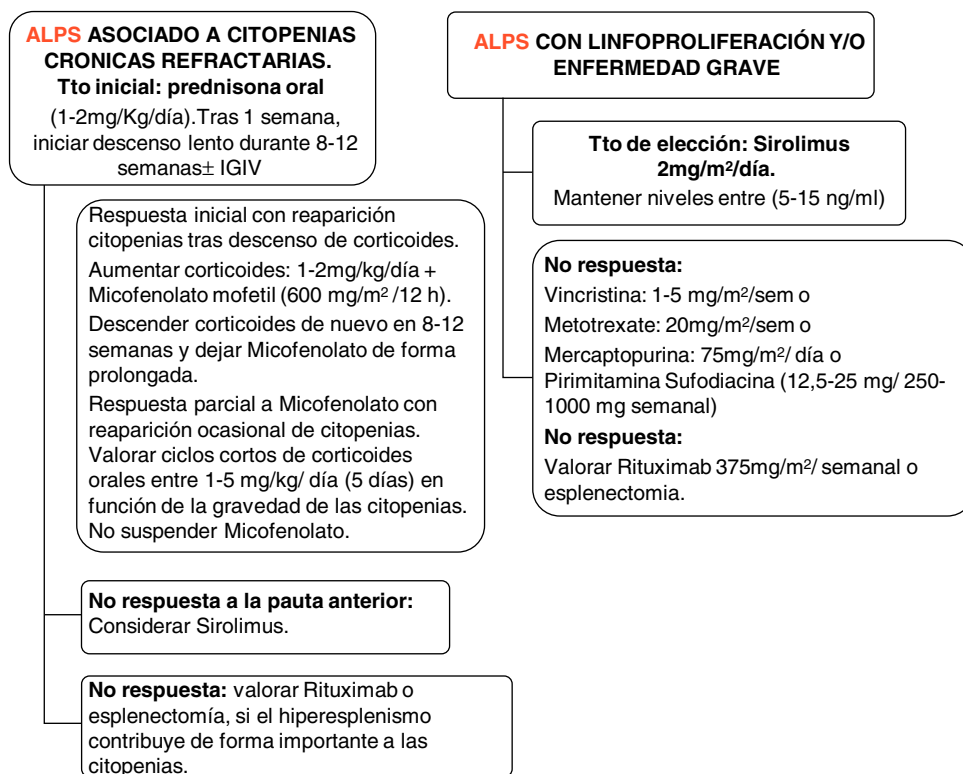 ALPS ASOCIADO A CITOPENIAS
CRONICAS REFRACTARIAS.
Tto inicial: prednisona oral
(1-2mg/Kg/día).Tras 1 semana,
iniciar descenso lento durante 8-12
semanas± IGIV
Respuesta inicial con reaparición
citopenias tras descenso de corticoides.
Aumentar corticoides: 1-2mg/kg/día +
Micofenolato mofetil (600 mg/m² /12 h).
Descender corticoides de nuevo en 8-12
semanas y dejar Micofenolato de forma
prolongada.
Respuesta parcial a Micofenolato con
reaparición ocasional de citopenias.
Valorar ciclos cortos de corticoides
orales entre 1-5 mg/kg/ día (5 días) en
función de la gravedad de las citopenias.
No suspender Micofenolato.
No respuesta a la pauta anterior:
Considerar Sirolimus.
No respuesta: valorar Rituximab o
esplenectomía, si el hiperesplenismo
contribuye de forma importante a las
citopenias.
ALPS CON LINFOPROLIFERACIÓN Y/O
ENFERMEDAD GRAVE
Tto de elección: Sirolimus
2mg/m²/día.
Mantener niveles entre (5-15 ng/ml)
No respuesta:
Vincristina: 1-5 mg/m²/sem o
Metotrexate: 20mg/m²/sem o
Mercaptopurina: 75mg/m²/ día o
Pirimitamina Sufodiacina (12,5-25 mg/ 250-
1000 mg semanal)
No respuesta:
Valorar Rituximab 375mg/m²/ semanal o
esplenectomia.